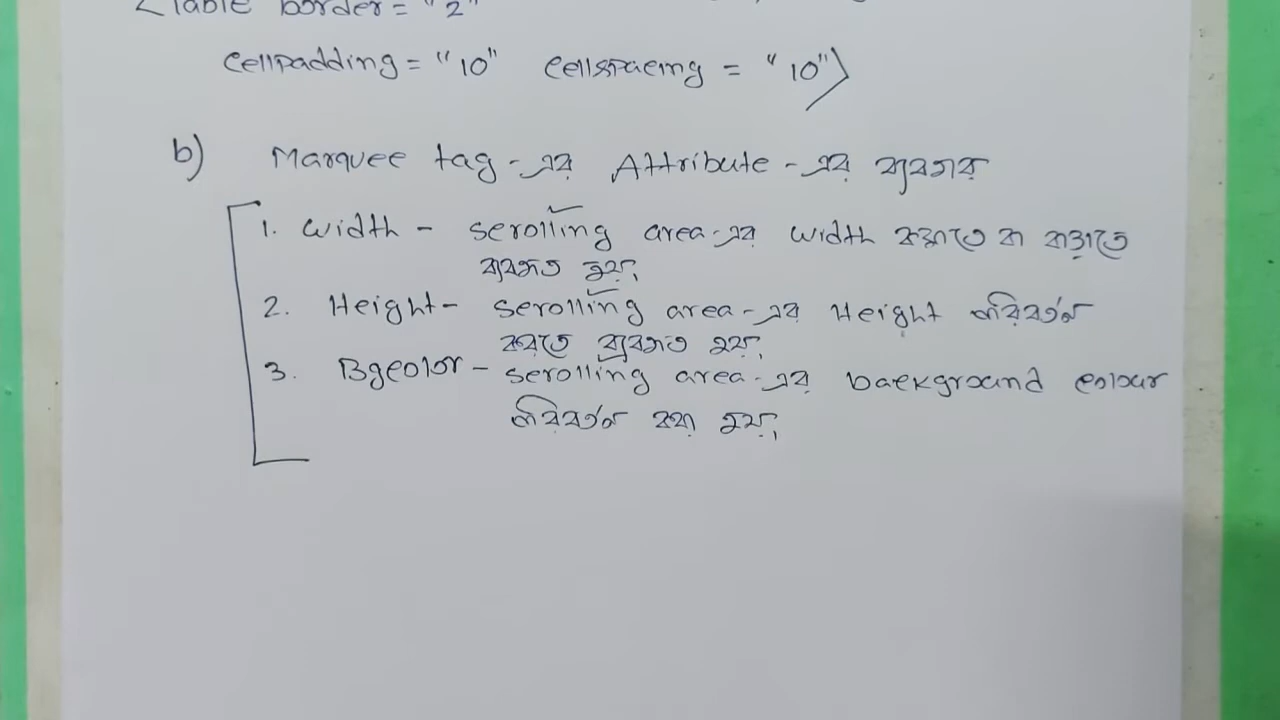 <Table border = "2"
cellpadding = "10" cellspacing = "10">
b) Marquee tag-এর Attribute-এর ব্যবহার
1. Width - scrolling area-এর width কমাতে বা বাড়াতে
ব্যবহৃত হয়।
2. Height - scrolling area-এর Height পরিবর্তন
করতে ব্যবহৃত হয়।
3. Bgcolor - scrolling area-এর background colour
পরিবর্তন করা হয়।